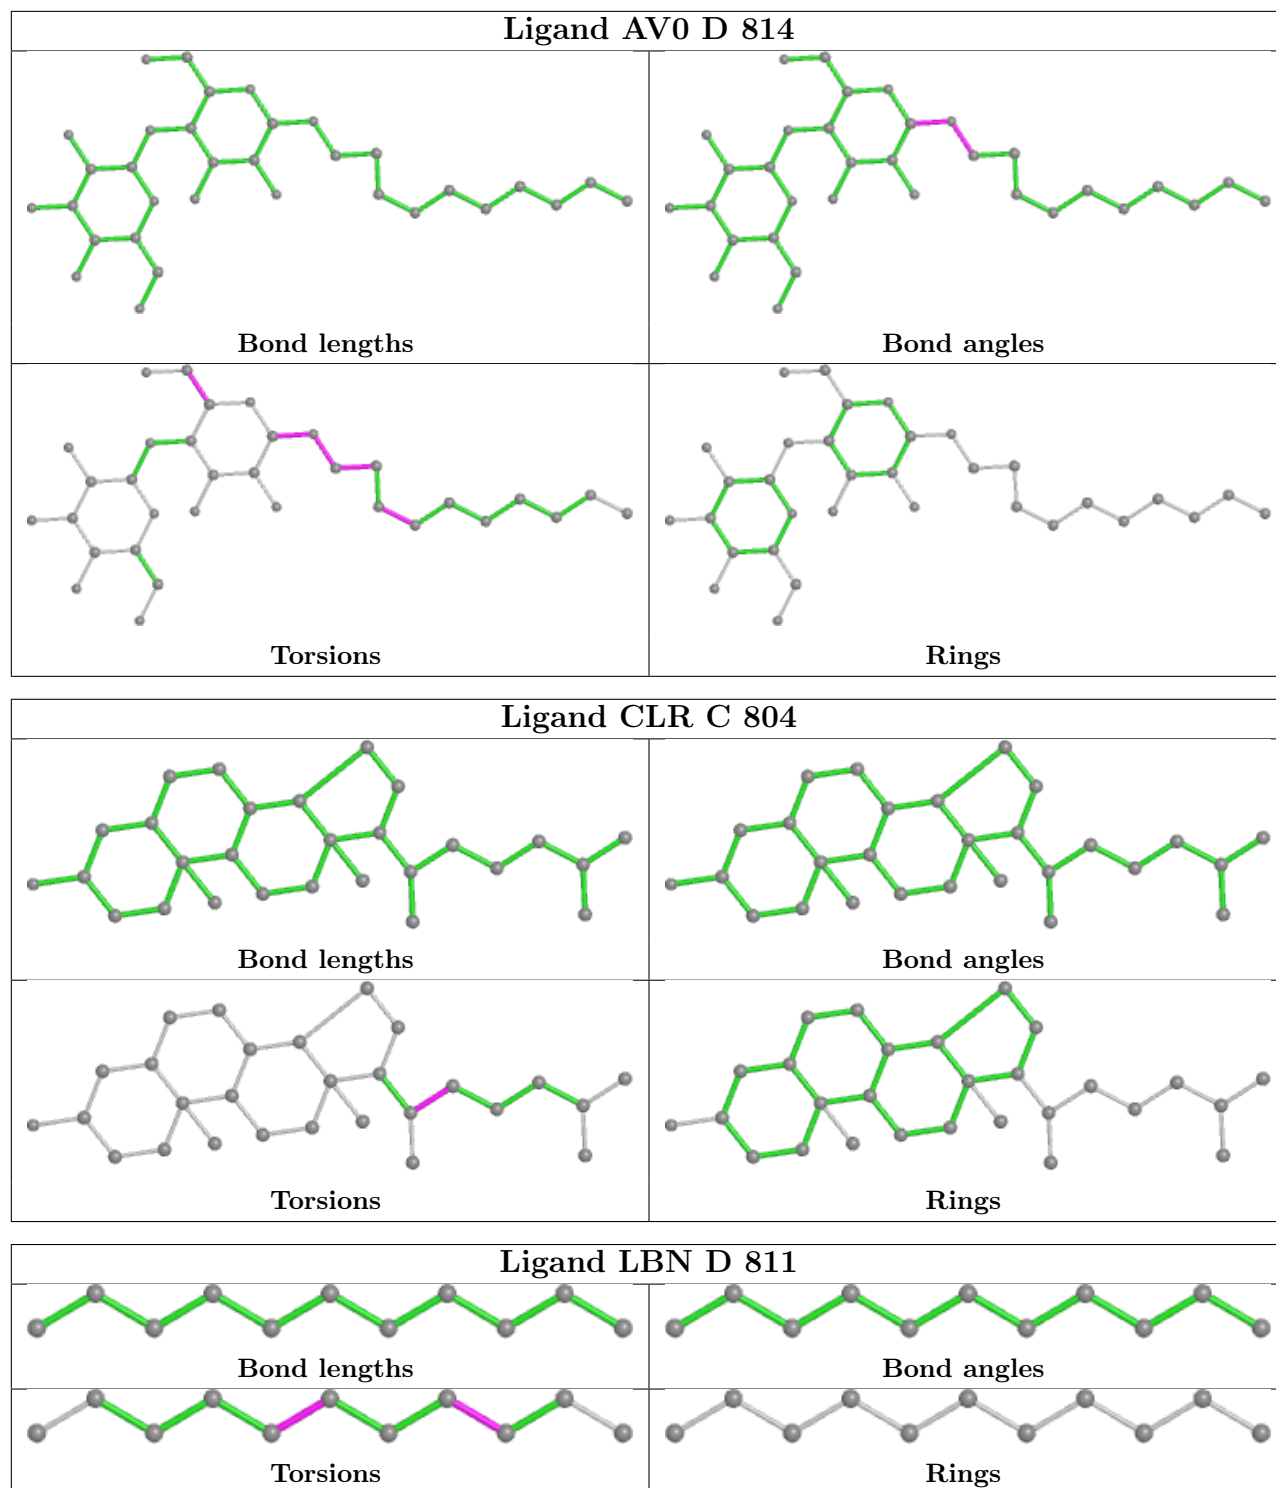 Ligand AV0 D 814
Bond lengths Bond angles
Torsions Rings
Ligand CLR C 804
Bond lengths Bond angles
Torsions Rings
Ligand LBN D 811
Bond lengths Bond angles
Torsions Rings